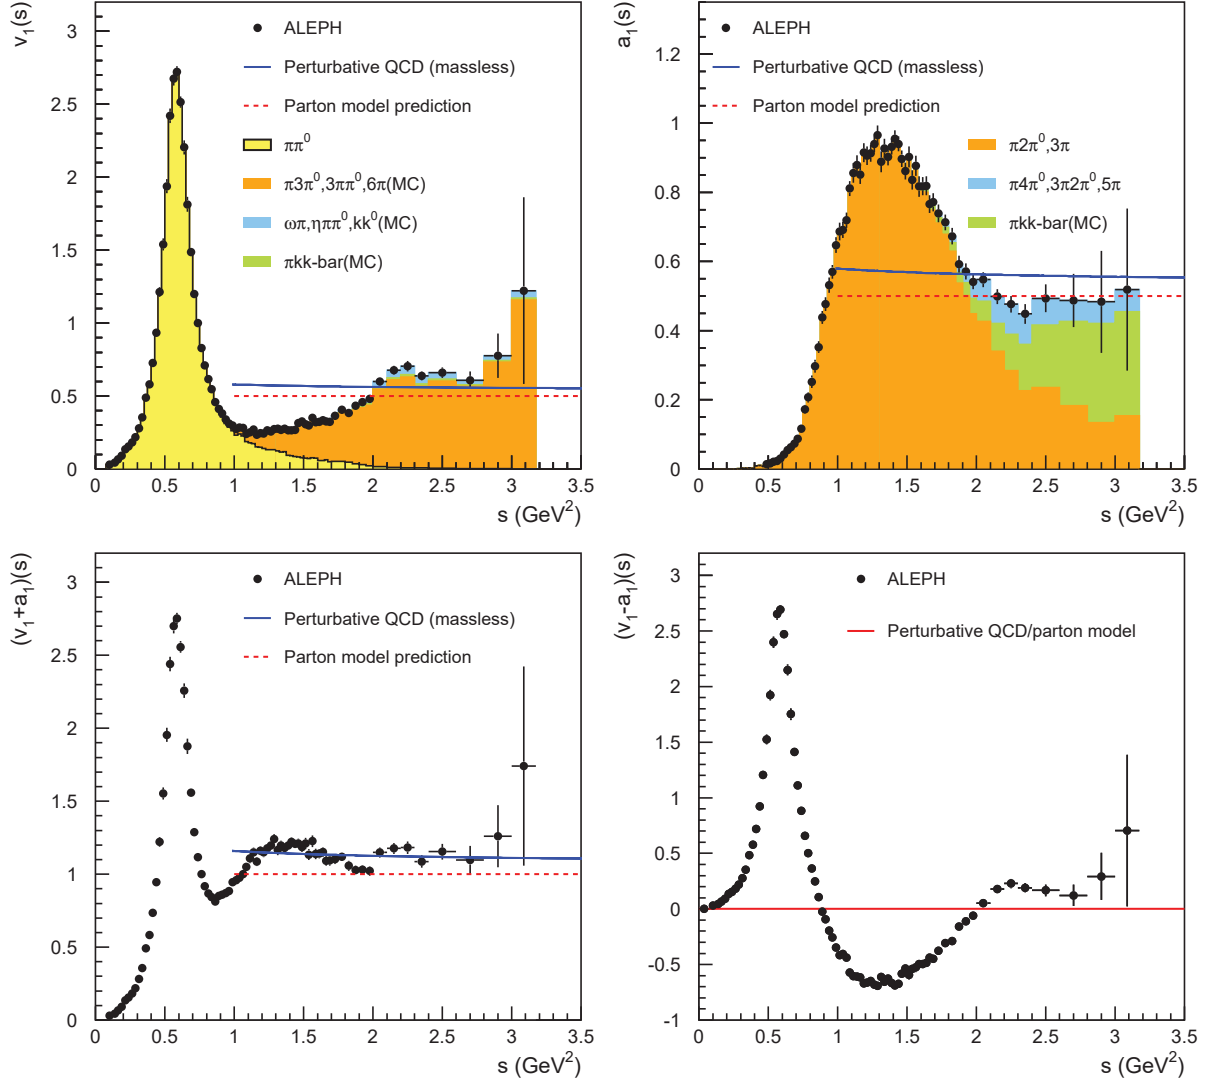 v₁(s)
3
2.5
2
1.5
1
0.5
0
ALEPH
Perturbative QCD (massless)
Parton model prediction
ππ⁰
π3π⁰,3ππ⁰,6π(MC)
ωπ,ηππ⁰,kk⁰(MC)
πkk-bar(MC)
0 0.5 1 1.5 2 2.5 3 3.5
s (GeV²)
a₁(s)
1.2
1
0.8
0.6
0.4
0.2
0
ALEPH
Perturbative QCD (massless)
Parton model prediction
π2π⁰,3π
π4π⁰,3π2π⁰,5π
πkk-bar(MC)
0 0.5 1 1.5 2 2.5 3 3.5
s (GeV²)
(v₁+a₁)(s)
3
2.5
2
1.5
1
0.5
0
ALEPH
Perturbative QCD (massless)
Parton model prediction
0 0.5 1 1.5 2 2.5 3 3.5
s (GeV²)
(v₁-a₁)(s)
3
2.5
2
1.5
1
0.5
0
-0.5
-1
ALEPH
Perturbative QCD/parton model
0 0.5 1 1.5 2 2.5 3 3.5
s (GeV²)